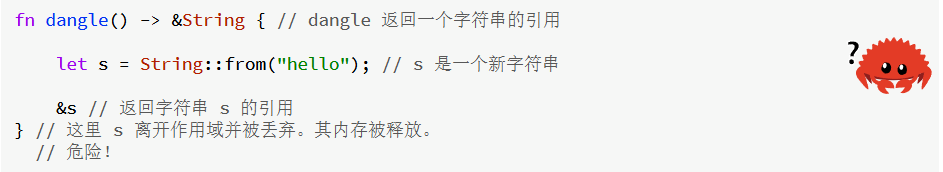 fn dangle() -> &String { // dangle 返回一个字符串的引用
let s = String::from("hello"); // s 是一个新字符串
&s // 返回字符串 s 的引用
} // 这里 s 离开作用域并被丢弃。其内存被释放。
// 危险！
?